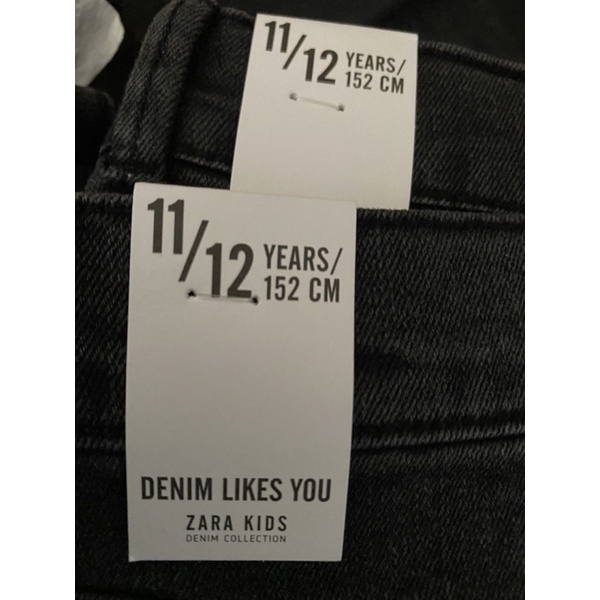 11/12 YEARS/
152 CM
11/12 YEARS/
152 CM
DENIM LIKES YOU
ZARA KIDS
DENIM COLLECTION